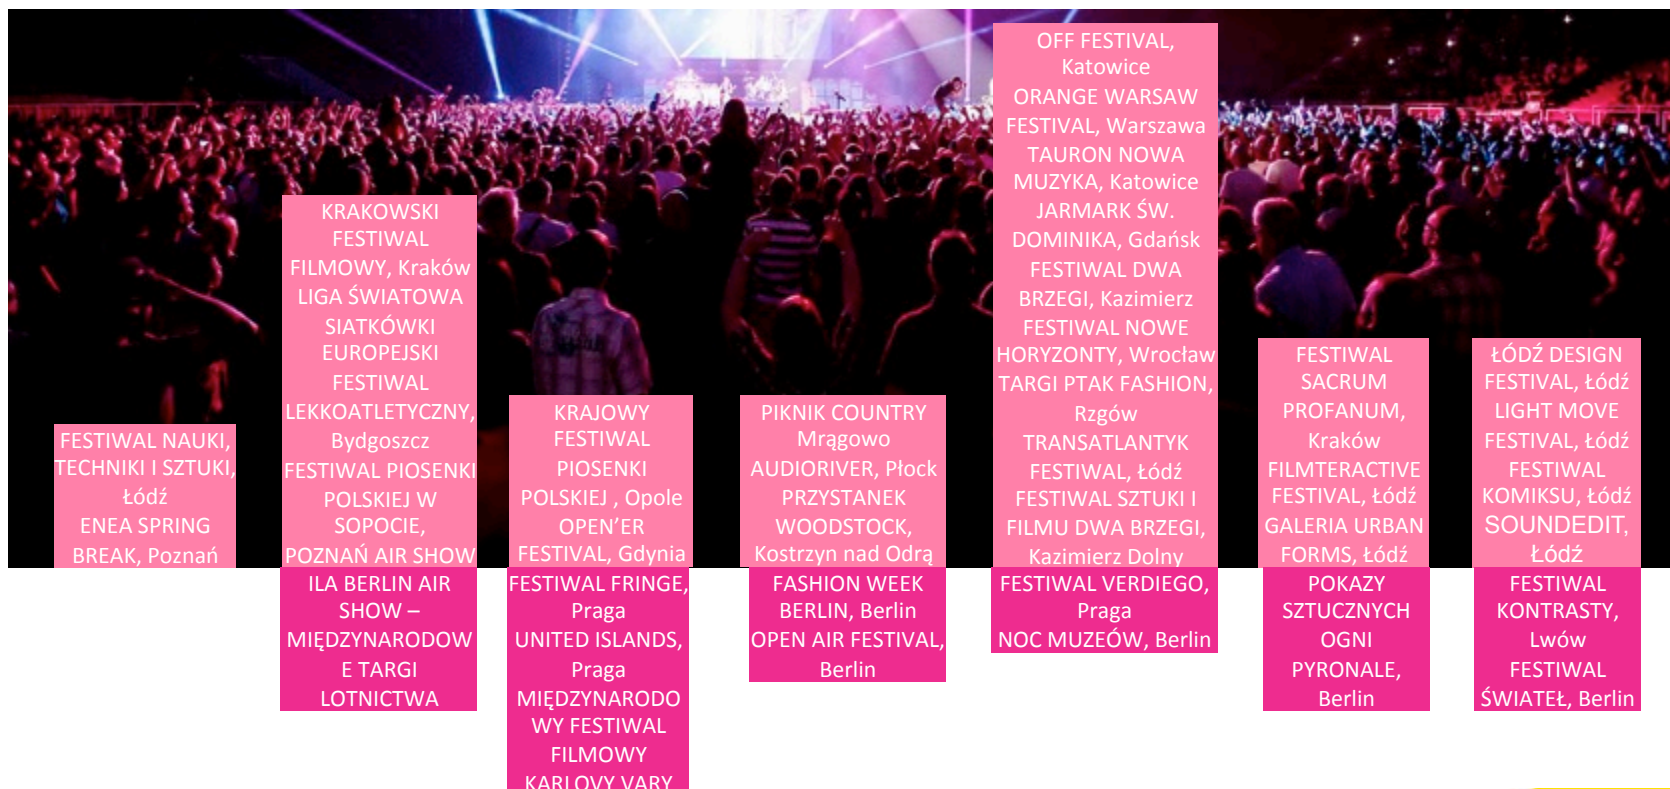 FESTIWAL NAUKI,
TECHNIKI I SZTUKI,
Łódź
ENEA SPRING
BREAK, Poznań
KRAKOWSKI
FESTIWAL
FILMOWY, Kraków
LIGA ŚWIATOWA
SIATKÓWKI
EUROPEJSKI
FESTIWAL
LEKKOATLETYCZNY,
Bydgoszcz
FESTIWAL PIOSENKI
POLSKIEJ W
SOPOCIE,
POZNAŃ AIR SHOW
ILA BERLIN AIR
SHOW –
MIĘDZYNARODOW
E TARGI
LOTNICTWA
KRAJOWY
FESTIWAL
PIOSENKI
POLSKIEJ , Opole
OPEN’ER
FESTIVAL, Gdynia
FESTIWAL FRINGE,
Praga
UNITED ISLANDS,
Praga
MIĘDZYNARODO
WY FESTIWAL
FILMOWY
KARLOVY VARY
PIKNIK COUNTRY
Mrągowo
AUDIORIVER, Płock
PRZYSTANEK
WOODSTOCK,
Kostrzyn nad Odrą
FASHION WEEK
BERLIN, Berlin
OPEN AIR FESTIVAL,
Berlin
OFF FESTIVAL,
Katowice
ORANGE WARSAW
FESTIVAL, Warszawa
TAURON NOWA
MUZYKA, Katowice
JARMARK ŚW.
DOMINIKA, Gdańsk
FESTIWAL DWA
BRZEGI, Kazimierz
FESTIWAL NOWE
HORYZONTY, Wrocław
TARGI PTAK FASHION,
Rzgów
TRANSATLANTYK
FESTIWAL, Łódź
FESTIWAL SZTUKI I
FILMU DWA BRZEGI,
Kazimierz Dolny
FESTIWAL VERDIEGO,
Praga
NOC MUZEÓW, Berlin
FESTIWAL
SACRUM
PROFANUM,
Kraków
FILMTERACTIVE
FESTIVAL, Łódź
GALERIA URBAN
FORMS, Łódź
POKAZY
SZTUCZNYCH
OGNI
PYRONALE,
Berlin
ŁÓDŹ DESIGN
FESTIVAL, Łódź
LIGHT MOVE
FESTIVAL, Łódź
FESTIWAL
KOMIKSU, Łódź
SOUNDEDIT,
Łódź
FESTIWAL
KONTRASTY,
Lwów
FESTIWAL
ŚWIATEŁ, Berlin